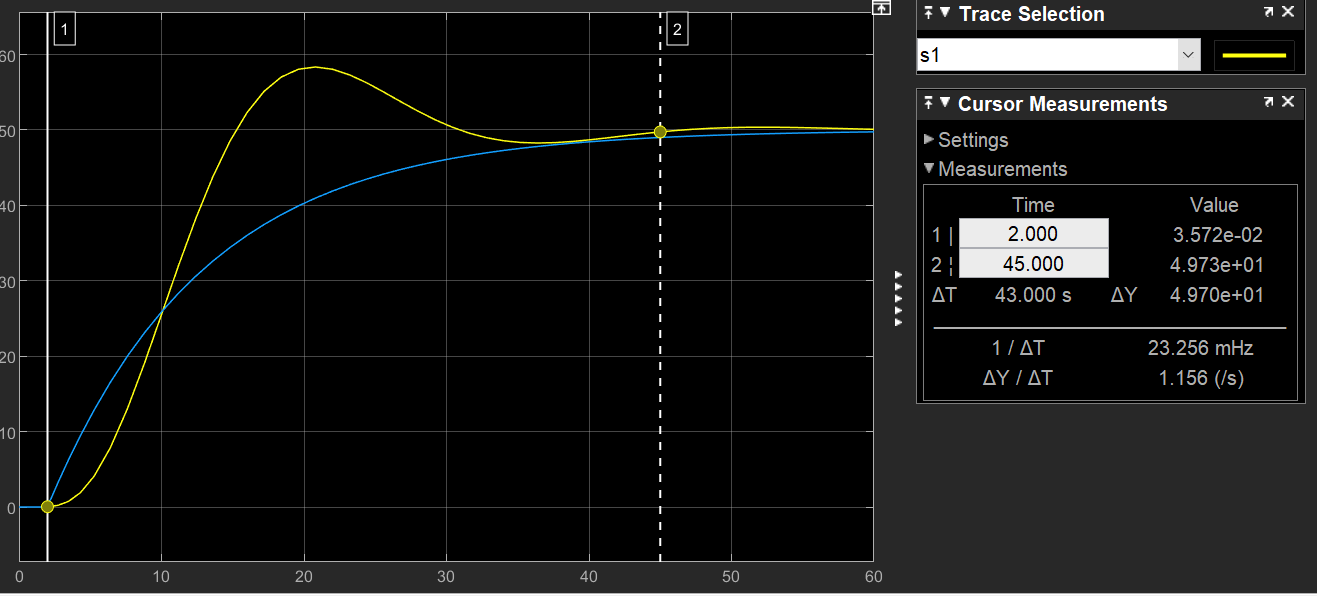 1
2
60
50
40
30
20
10
0
0 10 20 30 40 50 60
Trace Selection
s1
Cursor Measurements
Settings
Measurements
Time Value
1 | 2.000 3.572e-02
2 ¦ 45.000 4.973e+01
ΔT 43.000 s ΔY 4.970e+01
1 / ΔT 23.256 mHz
ΔY / ΔT 1.156 (/s)